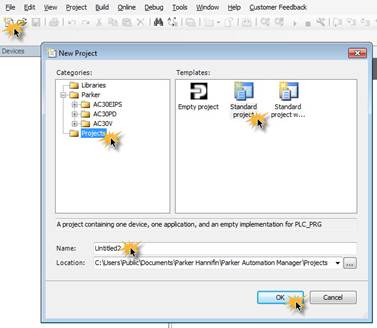 File Edit View Project Build Online Debug Tools Window Help Customer Feedback
Devices
New Project
Categories:
Templates:
Libraries
Parker
AC30EIPS
AC30PD
AC30V
Projects
Empty project
Standard project
Standard project w...
A project containing one device, one application, and an empty implementation for PLC_PRG
Name: Untitled2
Location: C:\Users\Public\Documents\Parker Hannifin\Parker Automation Manager\Projects ...
OK Cancel